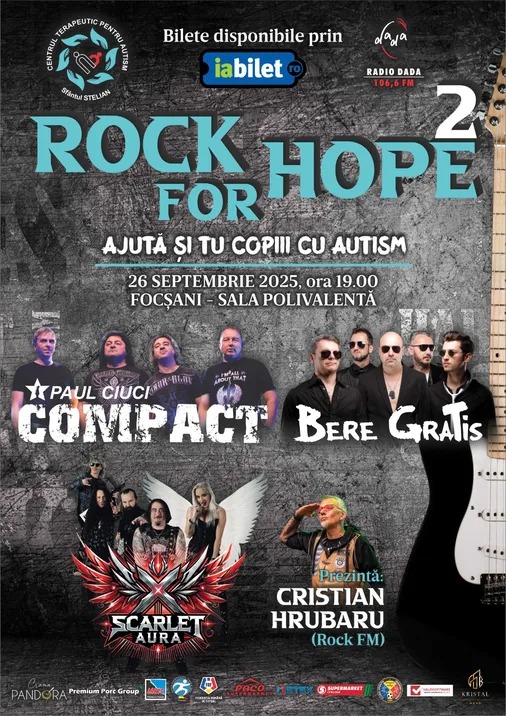 CENTRUL TERAPEUTIC PENTRU AUTISM
Sfântul STELIAN
Bilete disponibile prin
iabilet.ro
dada
RADIO DADA
106,6 FM
ROCK
FOR
HOPE
2
AJUTĂ ȘI TU COPIII CU AUTISM
26 SEPTEMBRIE 2025, ora 19.00
FOCȘANI – SALA POLIVALENTĂ
PAUL CIUCI
COMPACT
BERE GRATIS
SCARLET
AURA
Prezintă:
CRISTIAN
HRUBARU
(Rock FM)
Crama
PANDORA
Premium Porc Group
SUPERMARKET
KRISTAL